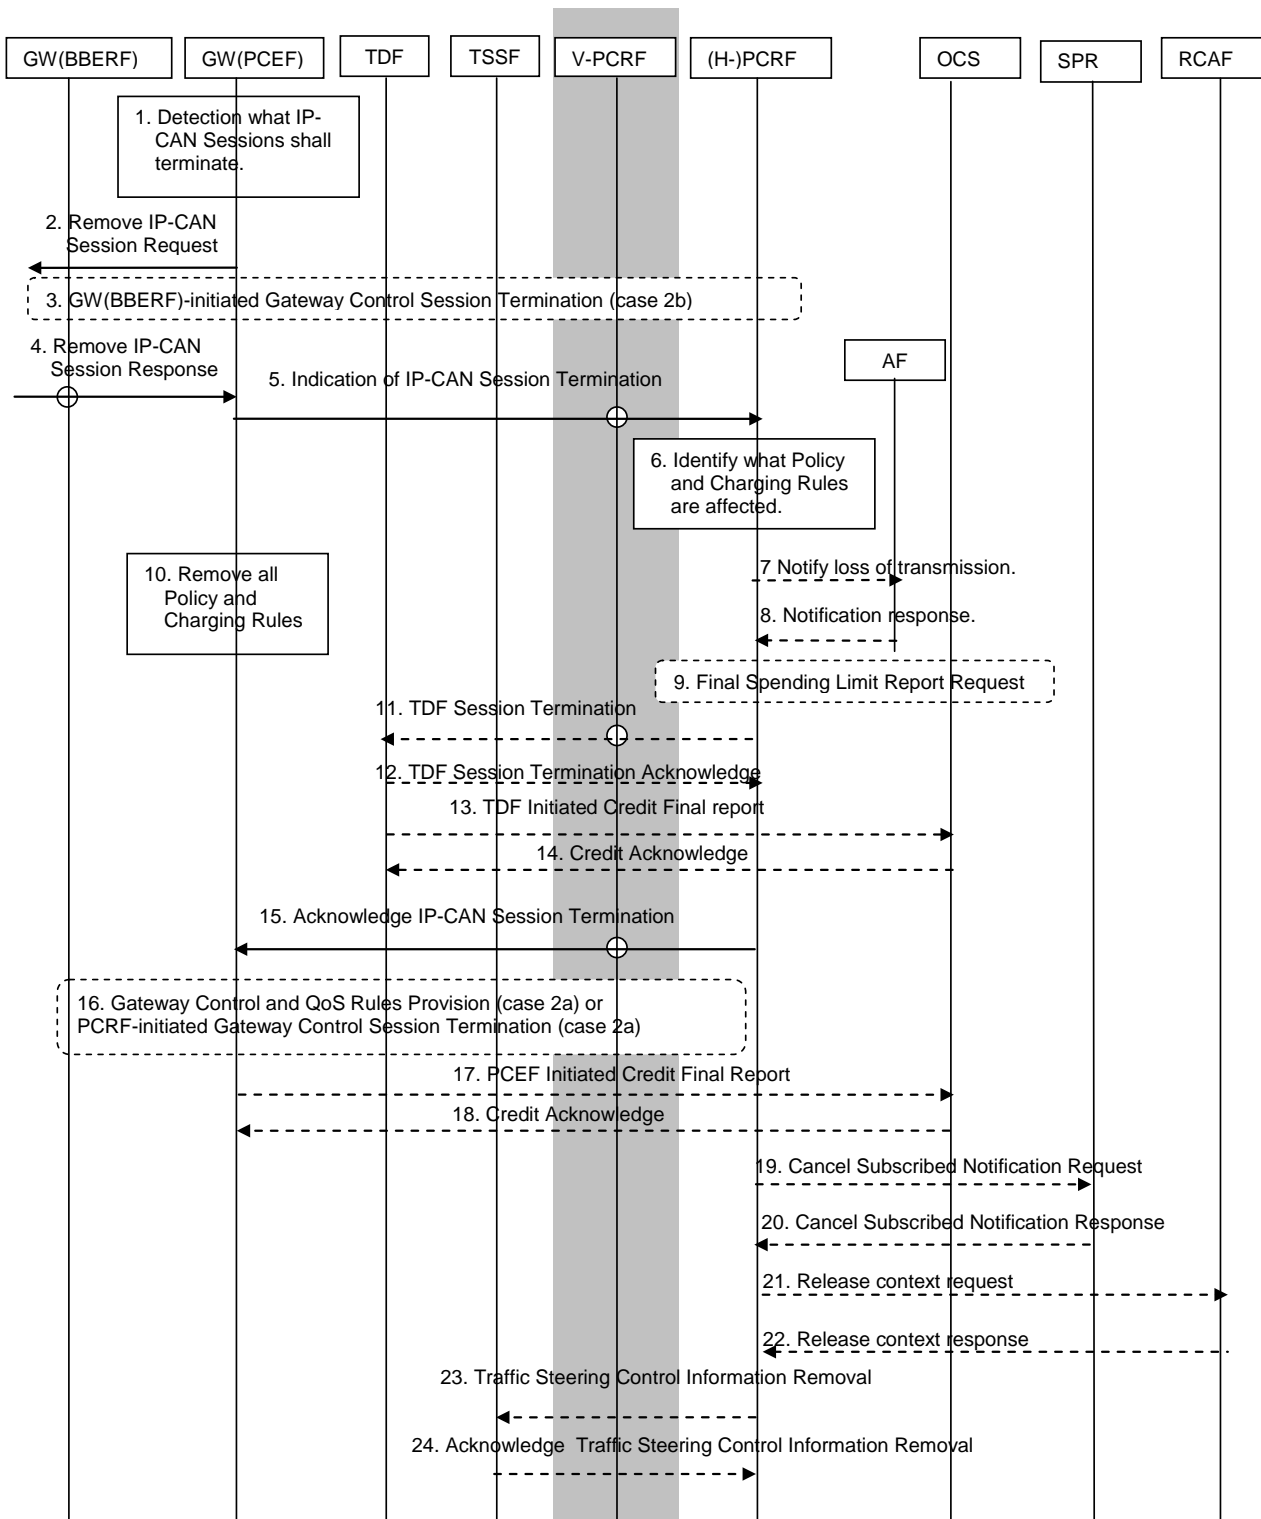 GW(BBERF)
GW(PCEF)
TDF
TSSF
V-PCRF
(H-)PCRF
OCS
SPR
RCAF
1. Detection what IP-
CAN Sessions shall
terminate.
2. Remove IP-CAN
Session Request
3. GW(BBERF)-initiated Gateway Control Session Termination (case 2b)
4. Remove IP-CAN
Session Response
AF
5. Indication of IP-CAN Session Termination
6. Identify what Policy
and Charging Rules
are affected.
7 Notify loss of transmission.
10. Remove all
Policy and
Charging Rules
8. Notification response.
9. Final Spending Limit Report Request
11. TDF Session Termination
12. TDF Session Termination Acknowledge
13. TDF Initiated Credit Final report
14. Credit Acknowledge
15. Acknowledge IP-CAN Session Termination
16. Gateway Control and QoS Rules Provision (case 2a) or
PCRF-initiated Gateway Control Session Termination (case 2a)
17. PCEF Initiated Credit Final Report
18. Credit Acknowledge
19. Cancel Subscribed Notification Request
20. Cancel Subscribed Notification Response
21. Release context request
22. Release context response
23. Traffic Steering Control Information Removal
24. Acknowledge  Traffic Steering Control Information Removal